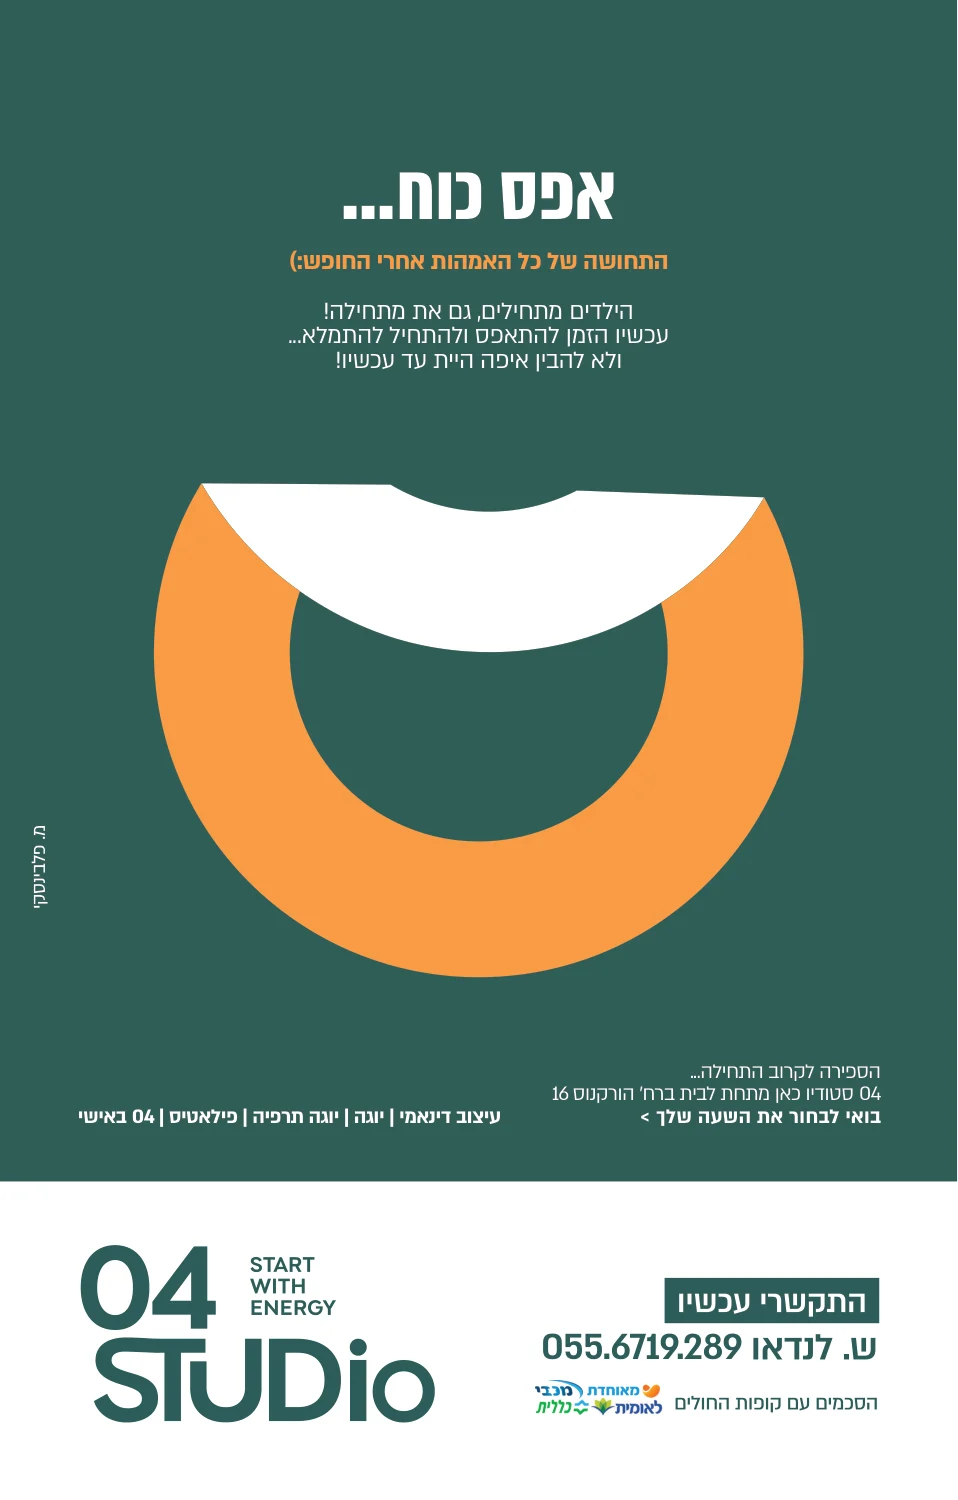 אפס כוח...
התחושה של כל האמהות אחרי החופש:)
הילדים מתחילים, גם את מתחילה!
עכשיו הזמן להתאפס ולהתחיל להתמלא...
ולא להבין איפה היית עד עכשיו!
מ. פלבינסקי
הספירה לקרוב התחילה...
04 סטודיו כאן מתחת לבית ברח' הורקנוס 16
בואי לבחור את השעה שלך >
עיצוב דינאמי | יוגה | יוגה תרפיה | פילאטיס | 04 באישי
התקשרי עכשיו
ש. לנדאו 055.6719.289
הסכמים עם קופות החולים
מאוחדת מכבי
לאומית כללית
04
STUDio
START
WITH
ENERGY